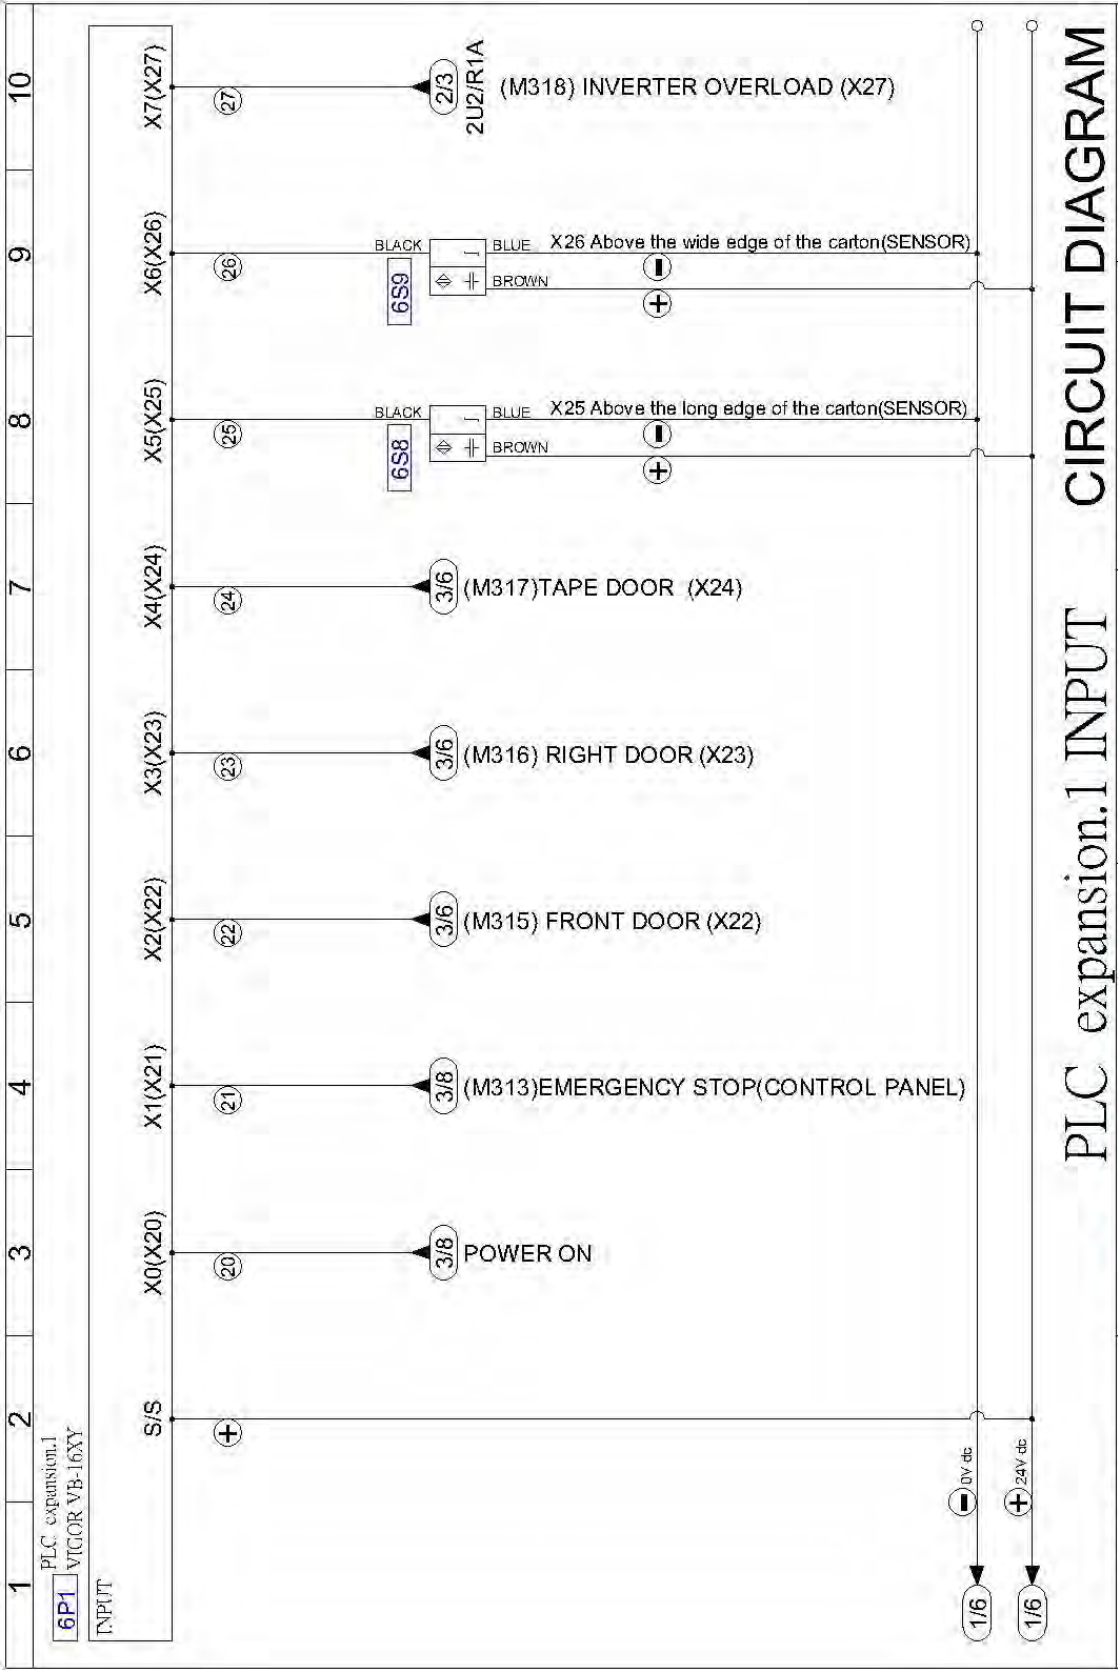 1
2
3
4
5
6
7
8
9
10
6P1
PLC expansion.1
VIGOR VB-16XY
INPUT
S/S
X0(X20)
X1(X21)
X2(X22)
X3(X23)
X4(X24)
X5(X25)
X6(X26)
X7(X27)
+
20
21
22
23
24
25
26
27
3/8 POWER ON
3/8 (M313)EMERGENCY STOP(CONTROL PANEL)
3/6 (M315) FRONT DOOR (X22)
3/6 (M316) RIGHT DOOR (X23)
3/6 (M317)TAPE DOOR (X24)
BLACK
6S8
BLUE
BROWN
X25 Above the long edge of the carton(SENSOR)
-
+
BLACK
6S9
BLUE
BROWN
X26 Above the wide edge of the carton(SENSOR)
-
+
2/3
2U2/R1A
(M318) INVERTER OVERLOAD (X27)
1/6
- 0V dc
1/6
+ 24V dc
PLC expansion.1 INPUT
CIRCUIT DIAGRAM